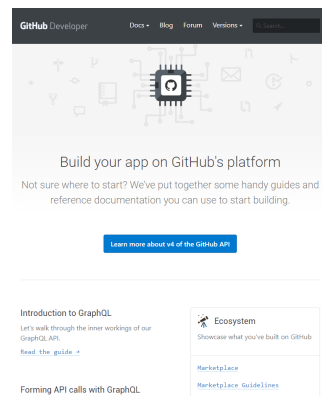 GitHub Developer Docs Blog Forum Versions Search...
Build your app on GitHub's platform
Not sure where to start? We've put together some handy guides and
reference documentation you can use to start building.
Learn more about v4 of the GitHub API
Introduction to GraphQL
Let's walk through the inner workings of our
GraphQL API.
Read the guide →
Forming API calls with GraphQL
Ecosystem
Showcase what you've built on GitHub
Marketplace
Marketplace Guidelines